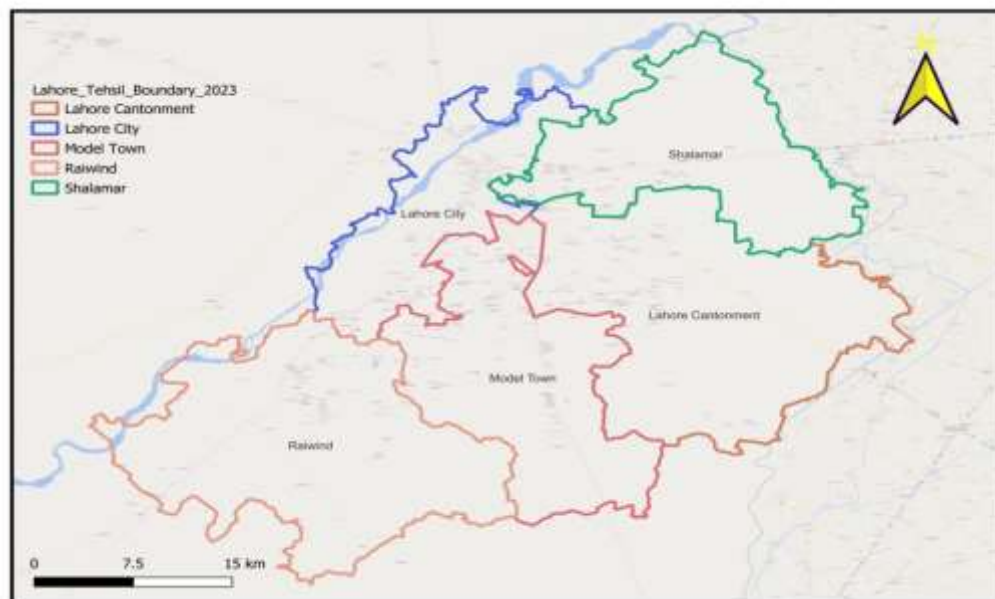 Lahore_Tehsil_Boundary_2023
Lahore Cantonment
Lahore City
Model Town
Raiwind
Shalamar
Shalamar
Lahore City
Lahore Cantonment
Model Town
Raiwind
0 7.5 15 km